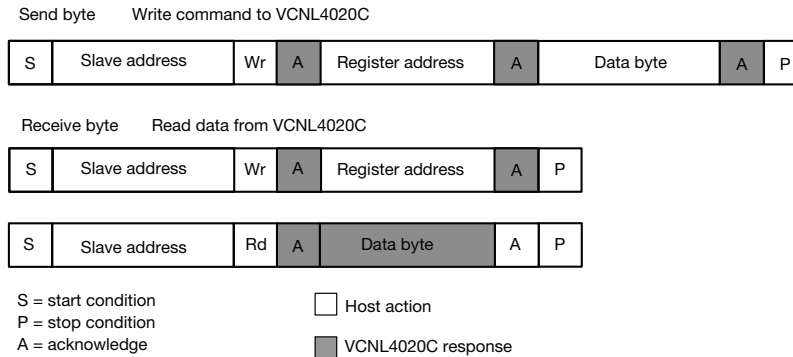 Send byte Write command to VCNL4020C
S Slave address Wr A Register address A Data byte A P
Receive byte Read data from VCNL4020C
S Slave address Wr A Register address A P
S Slave address Rd A Data byte A P
S = start condition
P = stop condition
A = acknowledge
Host action
VCNL4020C response